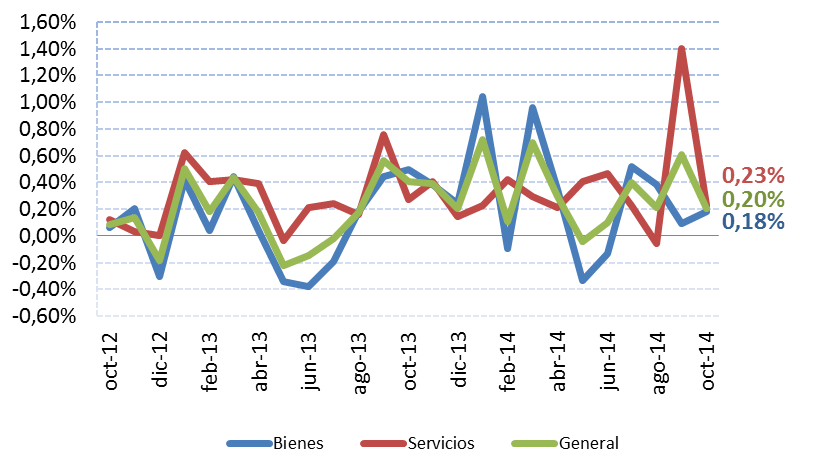 1,60%
1,40%
1,20%
1,00%
0,80%
0,60%
0,40%
0,20%
0,00%
-0,20%
-0,40%
-0,60%
0,23%
0,20%
0,18%
oct-12
dic-12
feb-13
abr-13
jun-13
ago-13
oct-13
dic-13
feb-14
abr-14
jun-14
ago-14
oct-14
Bienes Servicios General